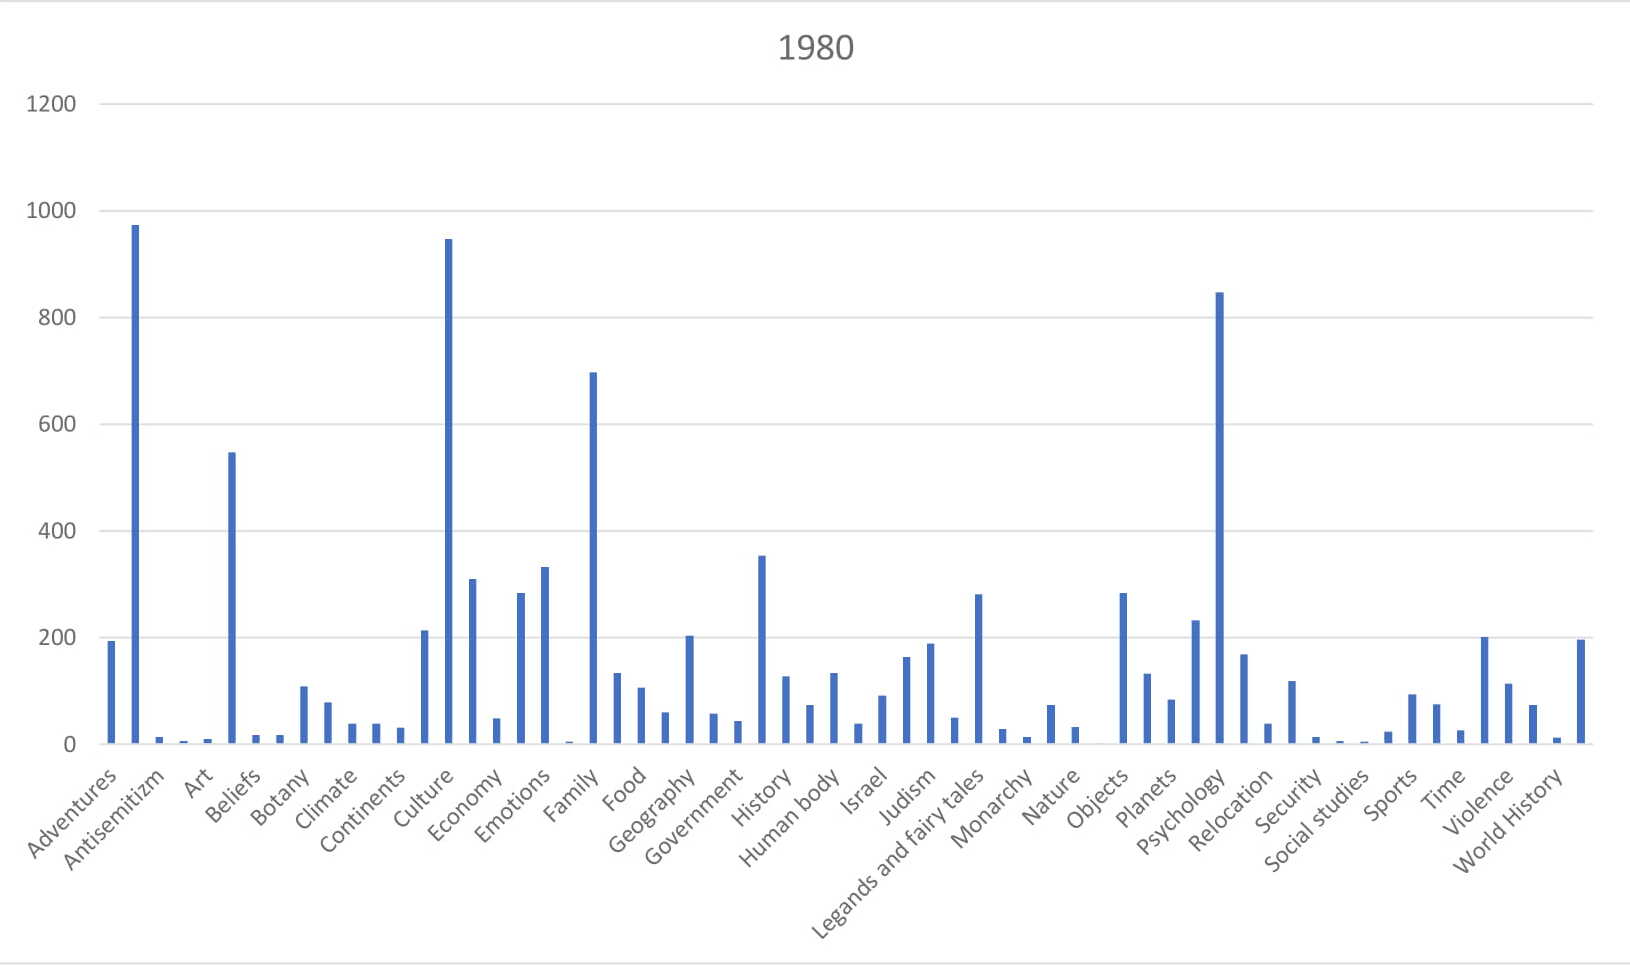 1980
1200
1000
800
600
400
200
0
Adventures
Antisemitizm
Art
Beliefs
Botany
Climate
Continents
Culture
Economy
Emotions
Family
Food
Geography
Government
History
Human body
Israel
Judism
Legands and fairy tales
Monarchy
Nature
Objects
Planets
Psychology
Relocation
Security
Social studies
Sports
Time
Violence
World History